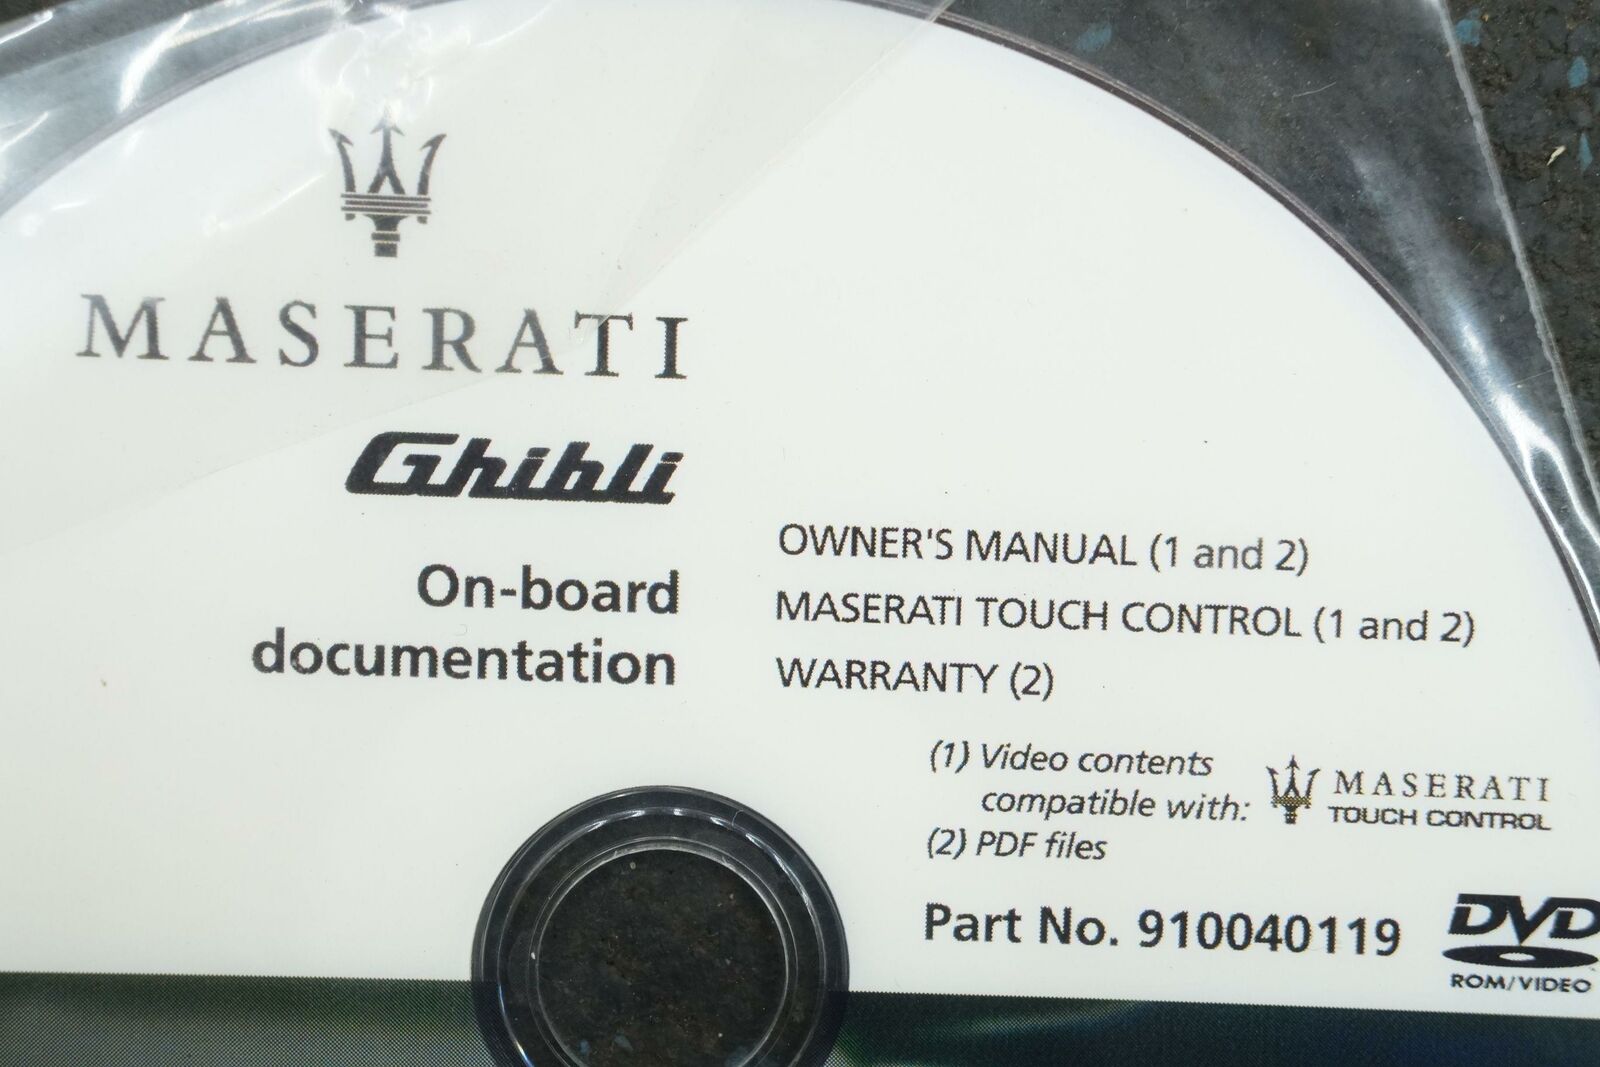 MASERATI
Ghibli
On-board
documentation
OWNER'S MANUAL (1 and 2)
MASERATI TOUCH CONTROL (1 and 2)
WARRANTY (2)
(1) Video contents
compatible with:
MASERATI
TOUCH CONTROL
(2) PDF files
Part No. 910040119
DVD
ROM/VIDEO